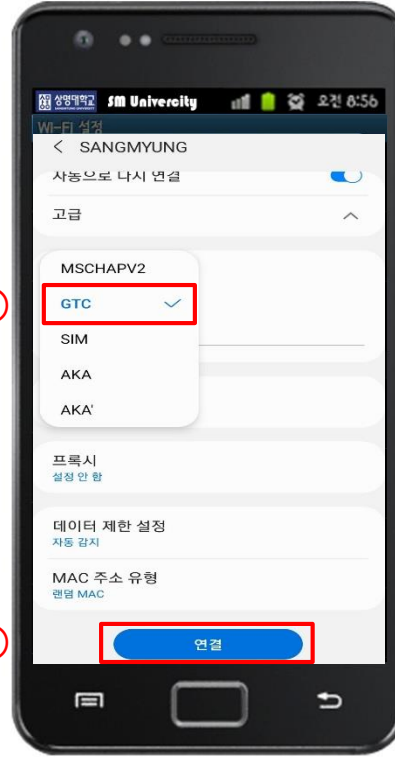 상명대학교 SM Univercity 오전 8:56
Wi-Fi 설정
< SANGMYUNG
자동으로 다시 연결
고급
MSCHAPV2
GTC
SIM
AKA
AKA'
프록시
설정 안 함
데이터 제한 설정
자동 감지
MAC 주소 유형
랜덤 MAC
연결